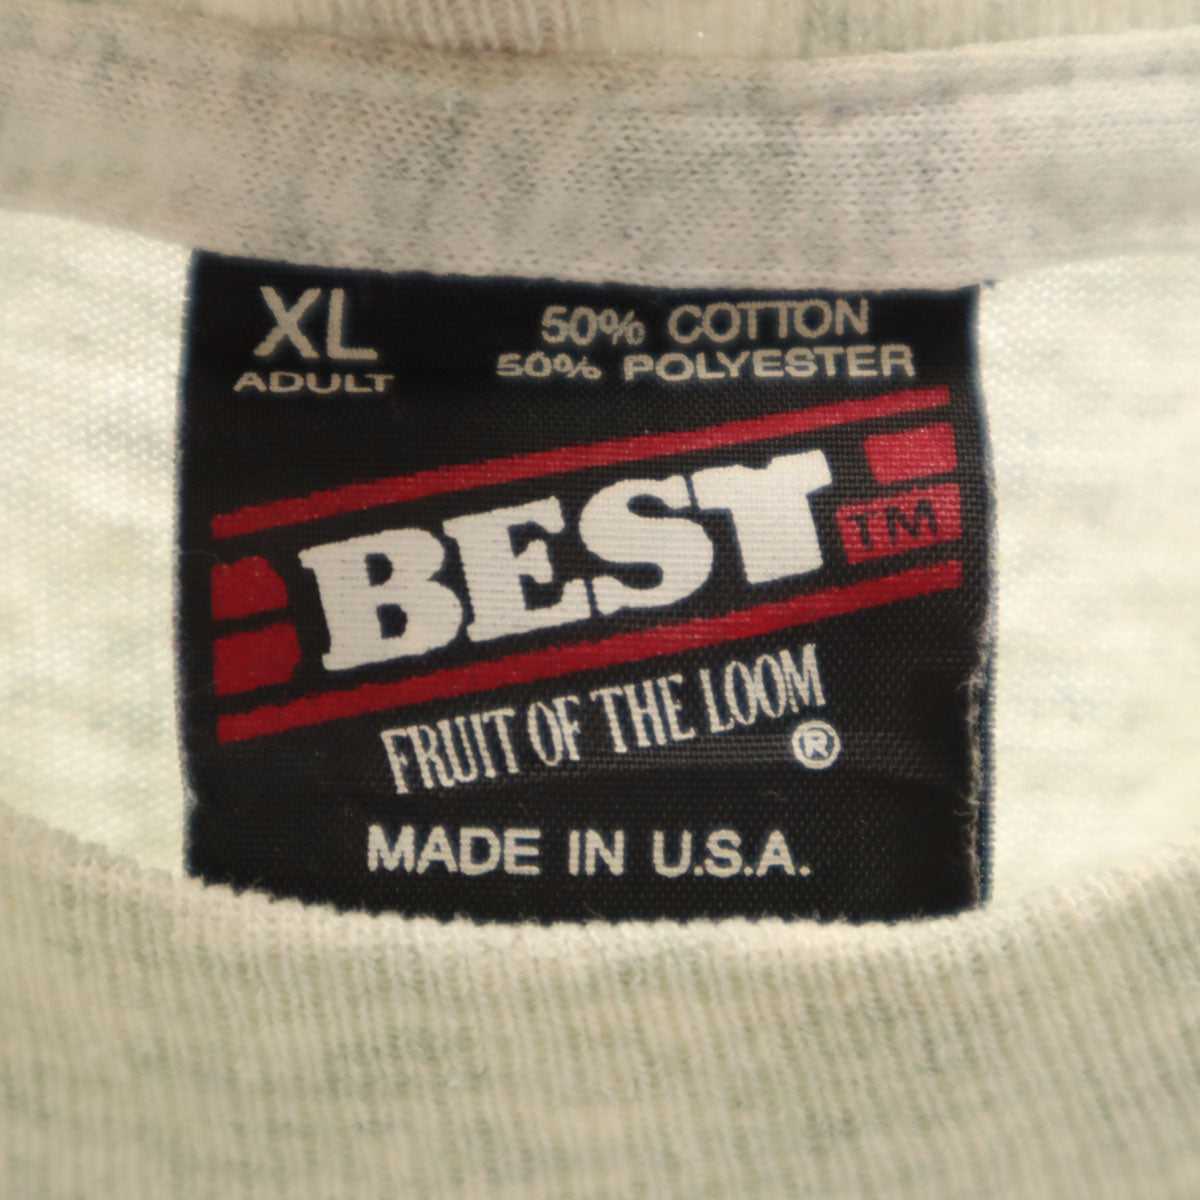 XL
ADULT
50% COTTON
50% POLYESTER
BEST
TM
FRUIT OF THE LOOM
®
MADE IN U.S.A.